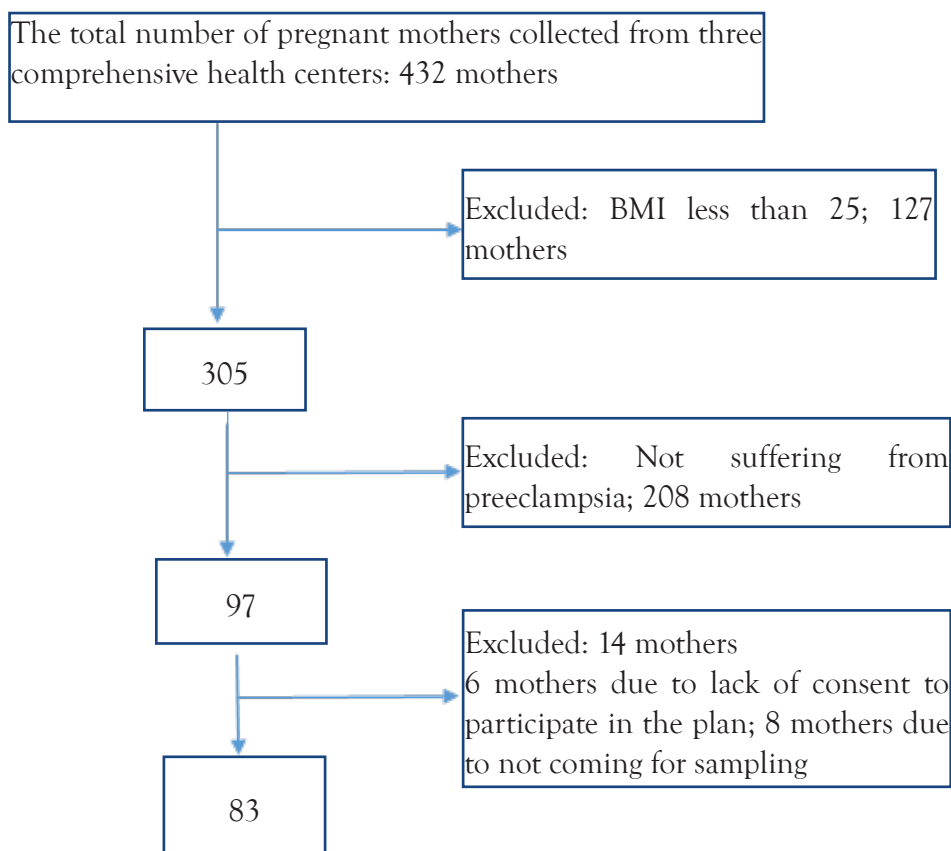 The total number of pregnant mothers collected from three
comprehensive health centers: 432 mothers
Excluded: BMI less than 25; 127
mothers
305
Excluded: Not suffering from
preeclampsia; 208 mothers
97
Excluded: 14 mothers
6 mothers due to lack of consent to
participate in the plan; 8 mothers due
to not coming for sampling
83